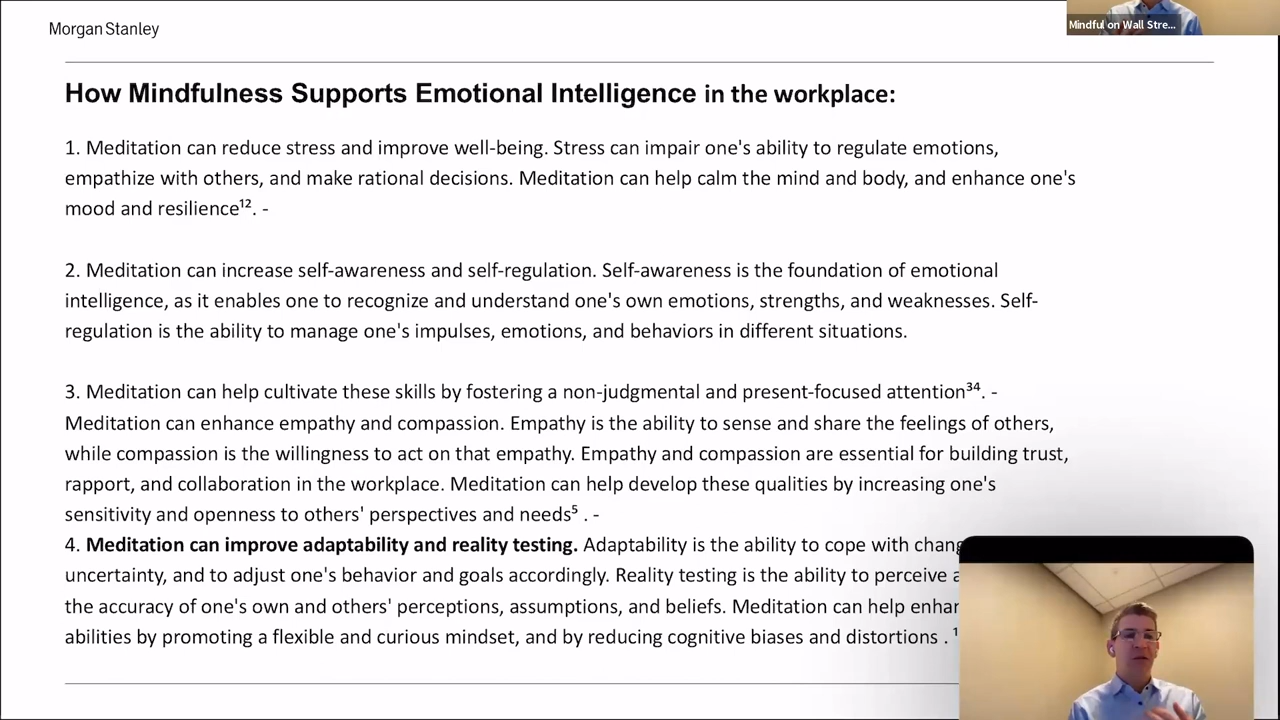 Morgan Stanley
Mindful on Wall Stre...
How Mindfulness Supports Emotional Intelligence in the workplace:
1. Meditation can reduce stress and improve well-being. Stress can impair one's ability to regulate emotions,
empathize with others, and make rational decisions. Meditation can help calm the mind and body, and enhance one's
mood and resilience¹². -
2. Meditation can increase self-awareness and self-regulation. Self-awareness is the foundation of emotional
intelligence, as it enables one to recognize and understand one's own emotions, strengths, and weaknesses. Self-
regulation is the ability to manage one's impulses, emotions, and behaviors in different situations.
3. Meditation can help cultivate these skills by fostering a non-judgmental and present-focused attention³⁴. -
Meditation can enhance empathy and compassion. Empathy is the ability to sense and share the feelings of others,
while compassion is the willingness to act on that empathy. Empathy and compassion are essential for building trust,
rapport, and collaboration in the workplace. Meditation can help develop these qualities by increasing one's
sensitivity and openness to others' perspectives and needs⁵ . -
4. Meditation can improve adaptability and reality testing. Adaptability is the ability to cope with
uncertainty, and to adjust one's behavior and goals accordingly. Reality testing is the ability to perceive
the accuracy of one's own and others' perceptions, assumptions, and beliefs. Meditation can help
abilities by promoting a flexible and curious mindset, and by reducing cognitive biases and distortions . ¹